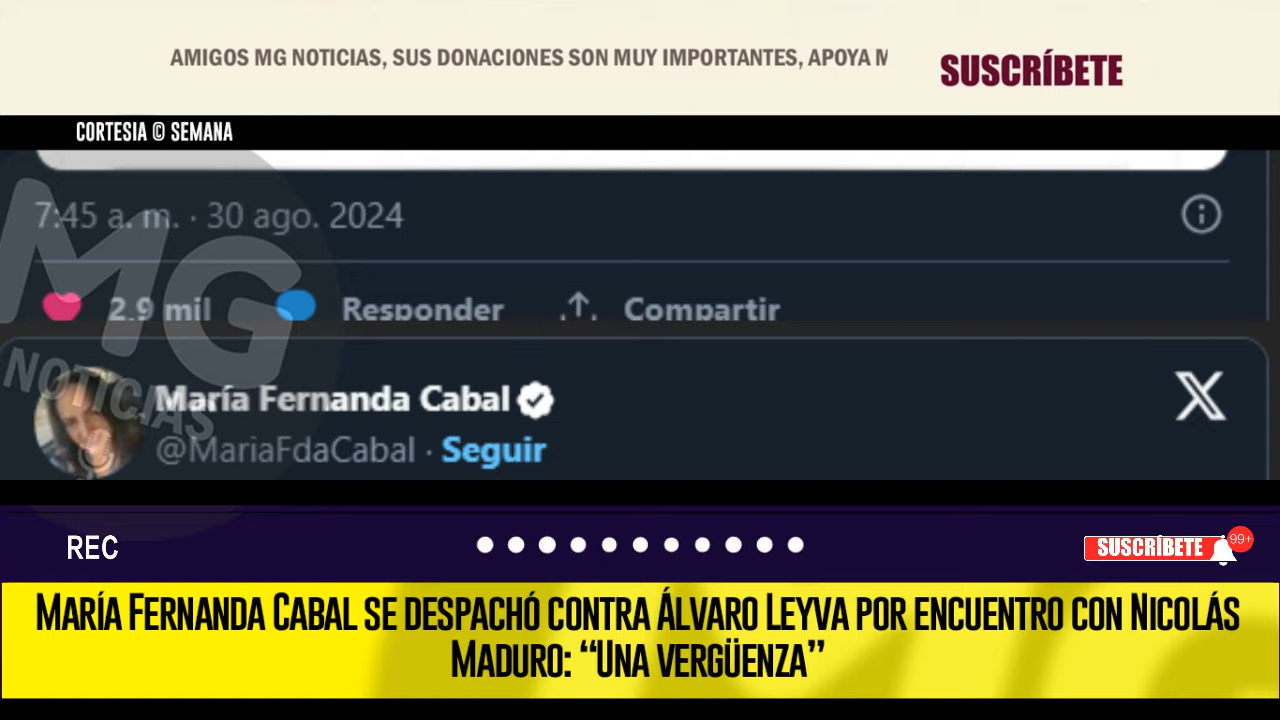 AMIGOS MG NOTICIAS, SUS DONACIONES SON MUY IMPORTANTES, APOYA
SUSCRÍBETE
CORTESIA © SEMANA
7:45 a. m. · 30 ago. 2024
2,9 mil Responder Compartir
MG
NOTICIAS
María Fernanda Cabal
@MariaFdaCabal · Seguir
REC
SUSCRÍBETE 99+
MARÍA FERNANDA CABAL SE DESPACHÓ CONTRA ÁLVARO LEYVA POR ENCUENTRO CON NICOLÁS
MADURO: “UNA VERGÜENZA”